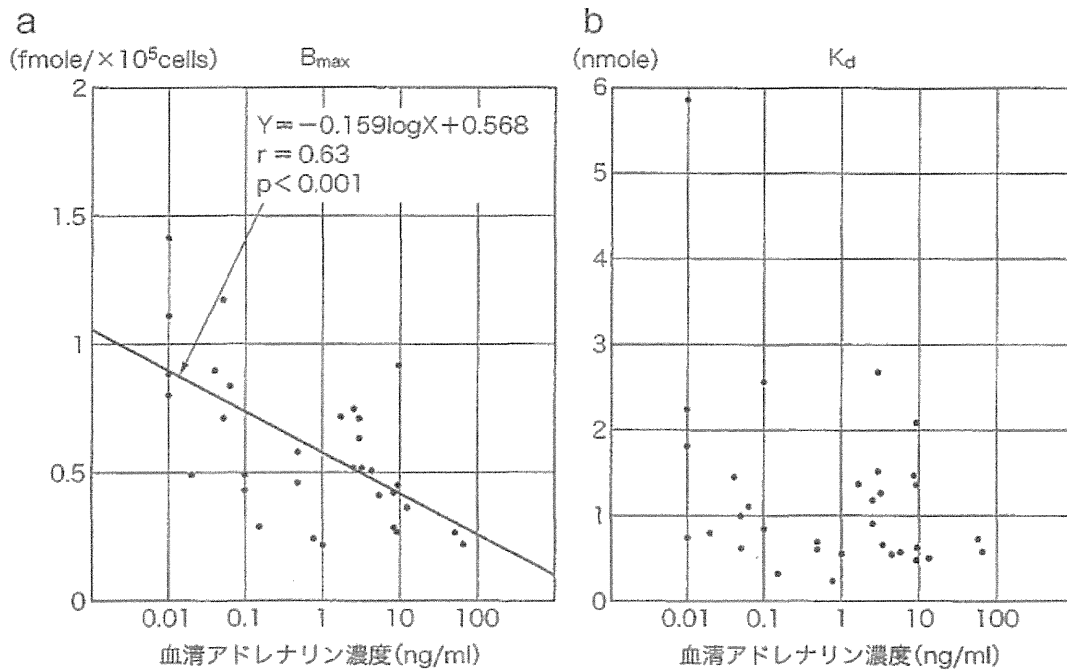 a
(fmole/×10⁵cells)
Bmax
2
1.5
1
0.5
0
Y=−0.159logX+0.568
r=0.63
p<0.001
0.01 0.1 1 10 100
血清アドレナリン濃度(ng/ml)
b
(nmole)
Kd
6
5
4
3
2
1
0
0.01 0.1 1 10 100
血清アドレナリン濃度(ng/ml)